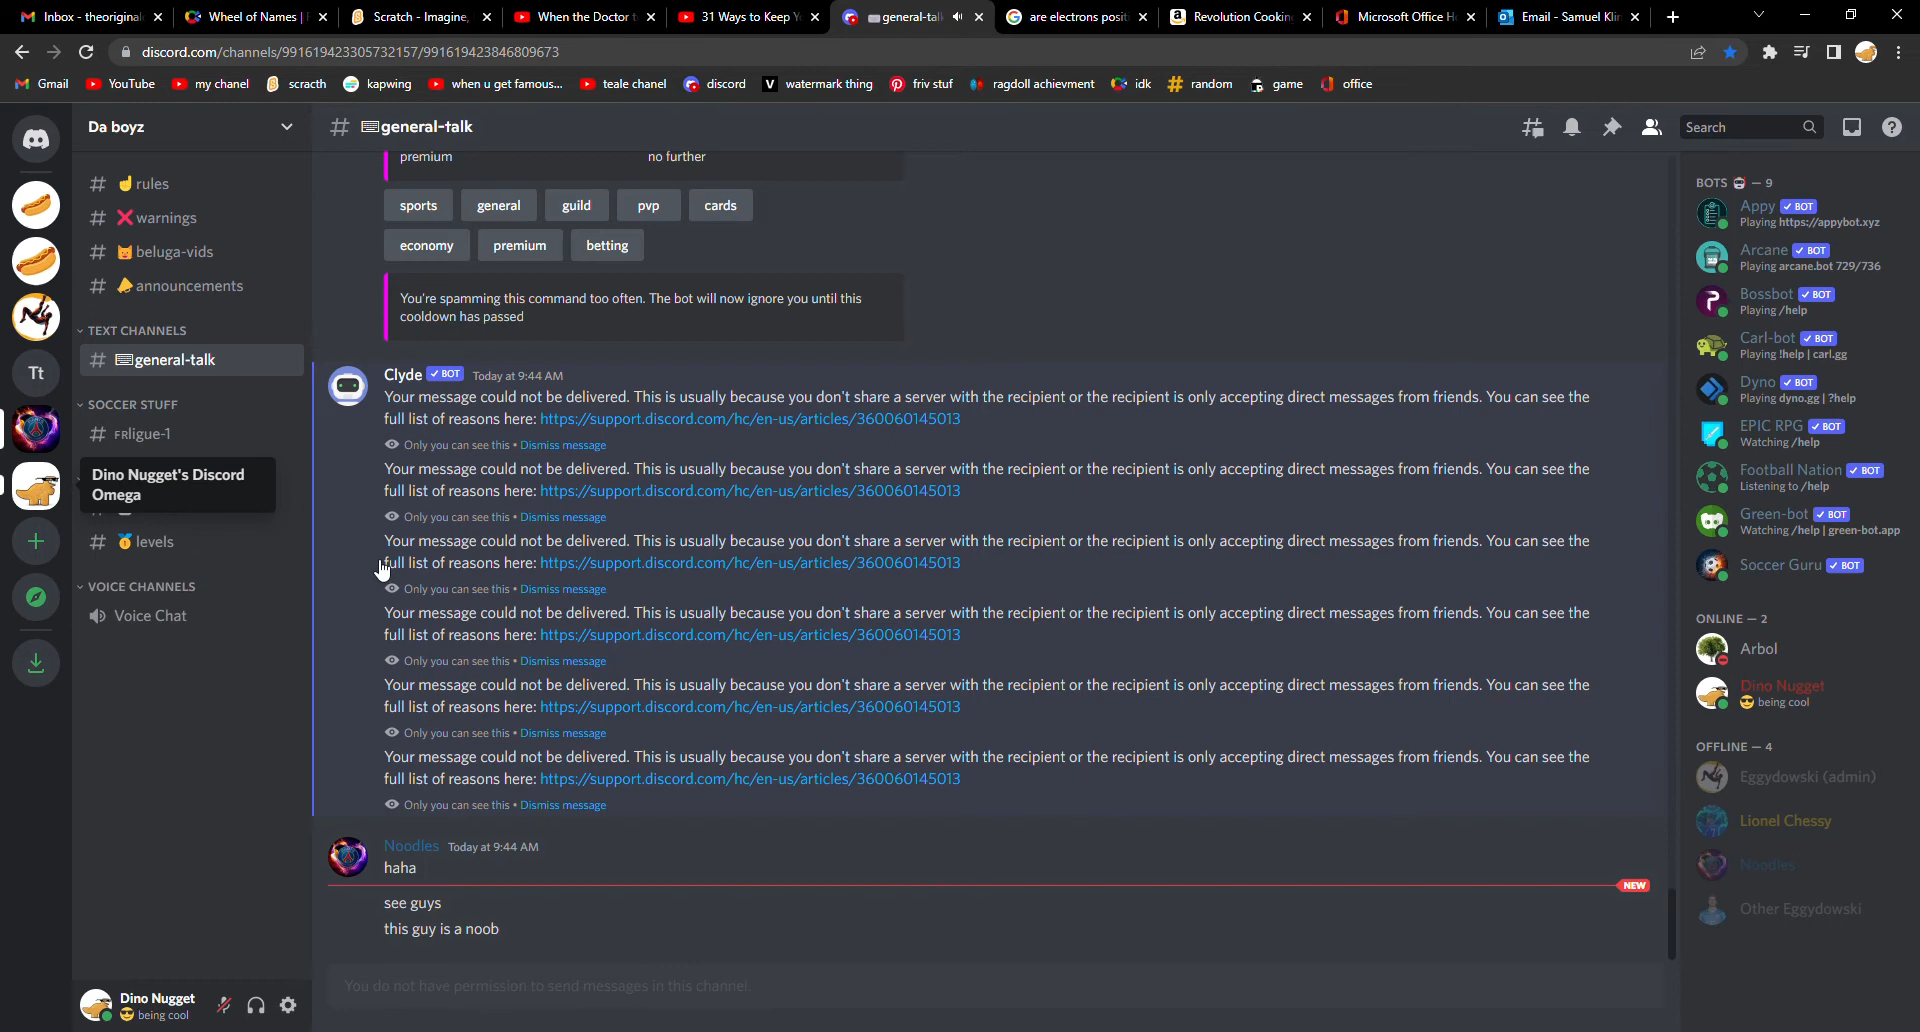 Inbox - theoriginal
Wheel of Names |
Scratch - Imagine,
When the Doctor
31 Ways to Keep Y
general-tal
are electrons posit
Revolution Cookin
Microsoft Office H
Email - Samuel Kli
discord.com/channels/991619423305732157/991619423846809673
Gmail
YouTube
my chanel
scracth
kapwing
when u get famous...
teale chanel
discord
V watermark thing
friv stuf
ragdoll achievment
idk
random
game
office
Da boyz
general-talk
Search
rules
warnings
beluga-vids
announcements
TEXT CHANNELS
general-talk
SOCCER STUFF
FRligue-1
Tt
Dino Nugget's Discord
Omega
levels
VOICE CHANNELS
Voice Chat
Dino Nugget
being cool
premium no further
sports general guild pvp cards
economy premium betting
You're spamming this command too often. The bot will now ignore you until this
cooldown has passed
Clyde BOT Today at 9:44 AM
Your message could not be delivered. This is usually because you don't share a server with the recipient or the recipient is only accepting direct messages from friends. You can see the
full list of reasons here: https://support.discord.com/hc/en-us/articles/360060145013
Only you can see this • Dismiss message
Your message could not be delivered. This is usually because you don't share a server with the recipient or the recipient is only accepting direct messages from friends. You can see the
full list of reasons here: https://support.discord.com/hc/en-us/articles/360060145013
Only you can see this • Dismiss message
Your message could not be delivered. This is usually because you don't share a server with the recipient or the recipient is only accepting direct messages from friends. You can see the
full list of reasons here: https://support.discord.com/hc/en-us/articles/360060145013
Only you can see this • Dismiss message
Your message could not be delivered. This is usually because you don't share a server with the recipient or the recipient is only accepting direct messages from friends. You can see the
full list of reasons here: https://support.discord.com/hc/en-us/articles/360060145013
Only you can see this • Dismiss message
Your message could not be delivered. This is usually because you don't share a server with the recipient or the recipient is only accepting direct messages from friends. You can see the
full list of reasons here: https://support.discord.com/hc/en-us/articles/360060145013
Only you can see this • Dismiss message
Your message could not be delivered. This is usually because you don't share a server with the recipient or the recipient is only accepting direct messages from friends. You can see the
full list of reasons here: https://support.discord.com/hc/en-us/articles/360060145013
Only you can see this • Dismiss message
Noodles Today at 9:44 AM
haha
NEW
see guys
this guy is a noob
You do not have permission to send messages in this channel.
BOTS — 9
Appy BOT
Playing https://appybot.xyz
Arcane BOT
Playing arcane.bot 729/736
Bossbot BOT
Playing /help
Carl-bot BOT
Playing !help | carl.gg
Dyno BOT
Playing dyno.gg | ?help
EPIC RPG BOT
Watching /help
Football Nation BOT
Listening to /help
Green-bot BOT
Watching /help | green-bot.app
Soccer Guru BOT
ONLINE — 2
Arbol
Dino Nugget
being cool
OFFLINE — 4
Eggydowski (admin)
Lionel Chessy
Noodles
Other Eggydowski